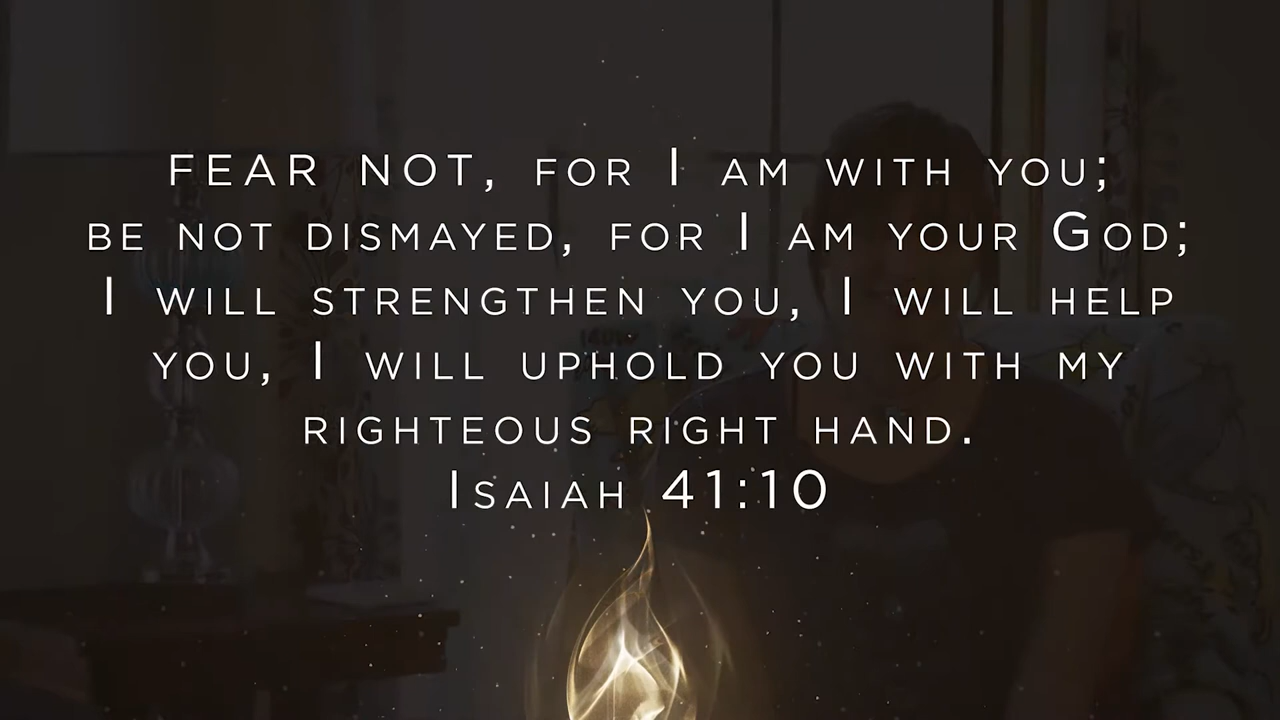 FEAR NOT, FOR I AM WITH YOU;
BE NOT DISMAYED, FOR I AM YOUR GOD;
I WILL STRENGTHEN YOU, I WILL HELP
YOU, I WILL UPHOLD YOU WITH MY
RIGHTEOUS RIGHT HAND.
ISAIAH 41:10